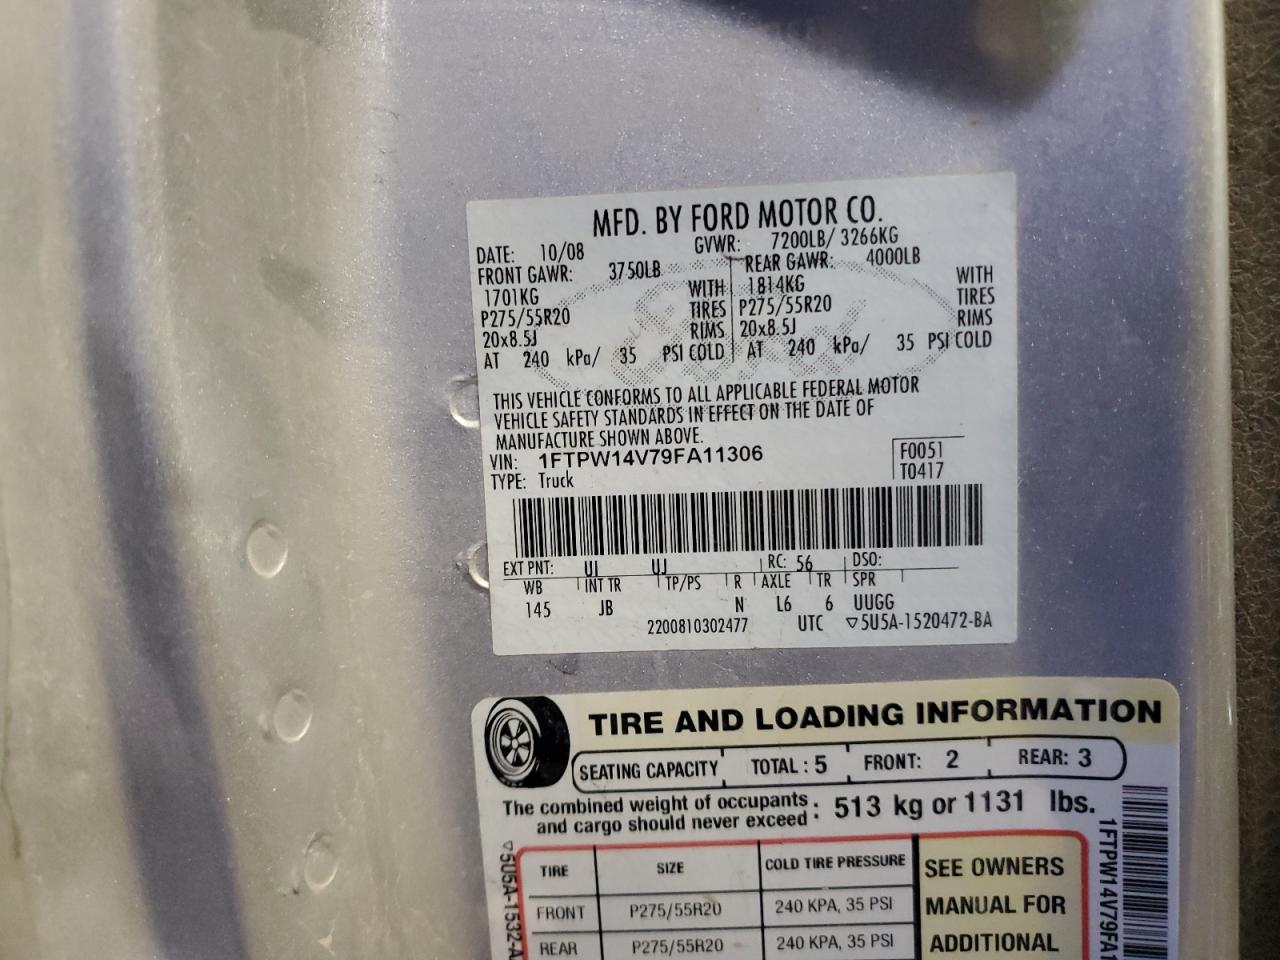 MFD. BY FORD MOTOR CO.
DATE: 10/08 GVWR: 7200LB/ 3266KG
FRONT GAWR: 3750LB REAR GAWR: 4000LB
1701KG WITH 1814KG WITH
P275/55R20 TIRES P275/55R20 TIRES
20x8.5J RIMS 20x8.5J RIMS
AT 240 kPa/ 35 PSI COLD AT 240 kPa/ 35 PSI COLD
THIS VEHICLE CONFORMS TO ALL APPLICABLE FEDERAL MOTOR
VEHICLE SAFETY STANDARDS IN EFFECT ON THE DATE OF
MANUFACTURE SHOWN ABOVE.
VIN: 1FTPW14V79FA11306 F0051
TYPE: Truck T0417
EXT PNT: UI UJ RC: 56 DSO:
WB INT TR TP/PS R AXLE TR SPR
145 JB N L6 6 UUGG
2200810302477 UTC ▽5U5A-1520472-BA
TIRE AND LOADING INFORMATION
SEATING CAPACITY TOTAL : 5 FRONT: 2 REAR: 3
The combined weight of occupants
and cargo should never exceed : 513 kg or 1131 lbs.
TIRE SIZE COLD TIRE PRESSURE
FRONT P275/55R20 240 KPA, 35 PSI
REAR P275/55R20 240 KPA, 35 PSI
SEE OWNERS
MANUAL FOR
ADDITIONAL
▽5U5A-1532-A
1FTPW14V79FA1